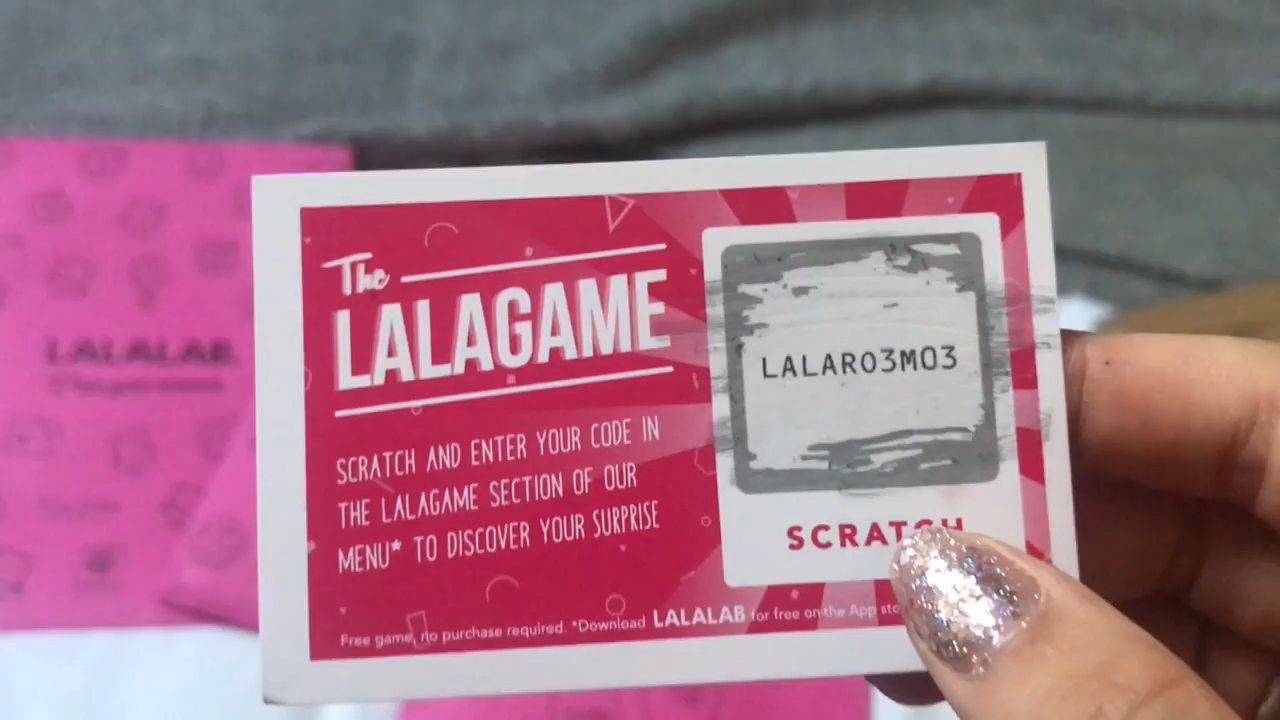 LALALAB.
The
LALAGAME
SCRATCH AND ENTER YOUR CODE IN
THE LALAGAME SECTION OF OUR
MENU* TO DISCOVER YOUR SURPRISE
Free game, no purchase required. *Download LALALAB for free on the App
LALARO3MO3
SCRATCH